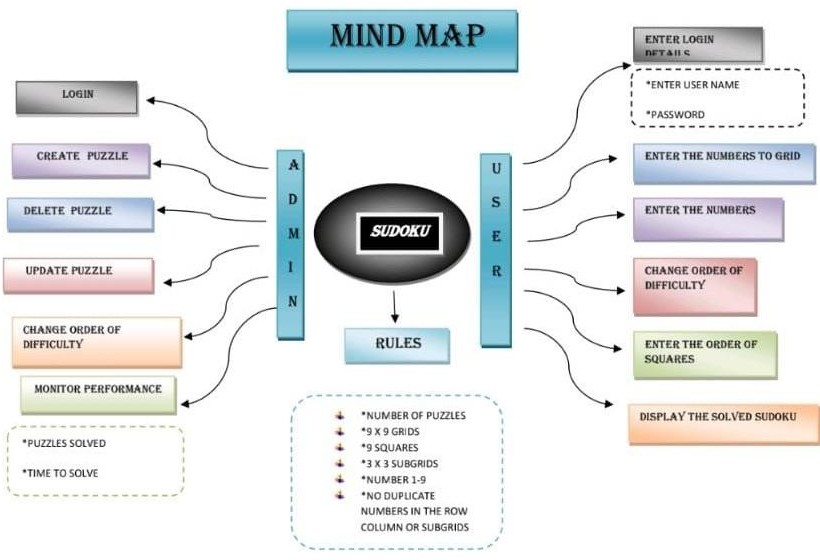 MIND MAP
LOGIN
CREATE PUZZLE
DELETE PUZZLE
UPDATE PUZZLE
CHANGE ORDER OF
DIFFICULTY
MONITOR PERFORMANCE
*PUZZLES SOLVED
*TIME TO SOLVE
ADMIN
SUDOKU
RULES
*NUMBER OF PUZZLES
*9 X 9 GRIDS
*9 SQUARES
*3 X 3 SUBGRIDS
*NUMBER 1-9
*NO DUPLICATE
NUMBERS IN THE ROW
COLUMN OR SUBGRIDS
USER
ENTER LOGIN
DETAILS
*ENTER USER NAME
*PASSWORD
ENTER THE NUMBERS TO GRID
ENTER THE NUMBERS
CHANGE ORDER OF
DIFFICULTY
ENTER THE ORDER OF
SQUARES
DISPLAY THE SOLVED SUDOKU